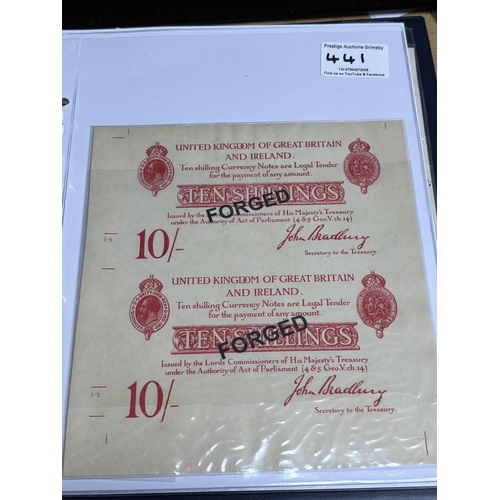 Prestige Auctions Grimsby
441
Find us on YouTube & Facebook
UNITED KINGDOM OF GREAT BRITAIN
AND IRELAND.
Ten shilling Currency Notes are Legal Tender
for the payment of any amount.
TEN SHILLINGS
FORGED
Issued by the Lords Commissioners of His Majesty's Treasury
under the Authority of Act of Parliament (4 & 5 Geo.V. ch.14)
10/-
John Bradbury
Secretary to the Treasury.
UNITED KINGDOM OF GREAT BRITAIN
AND IRELAND.
Ten shilling Currency Notes are Legal Tender
for the payment of any amount.
TEN SHILLINGS
FORGED
Issued by the Lords Commissioners of His Majesty's Treasury
under the Authority of Act of Parliament (4 & 5 Geo.V. ch.14)
10/-
John Bradbury
Secretary to the Treasury.